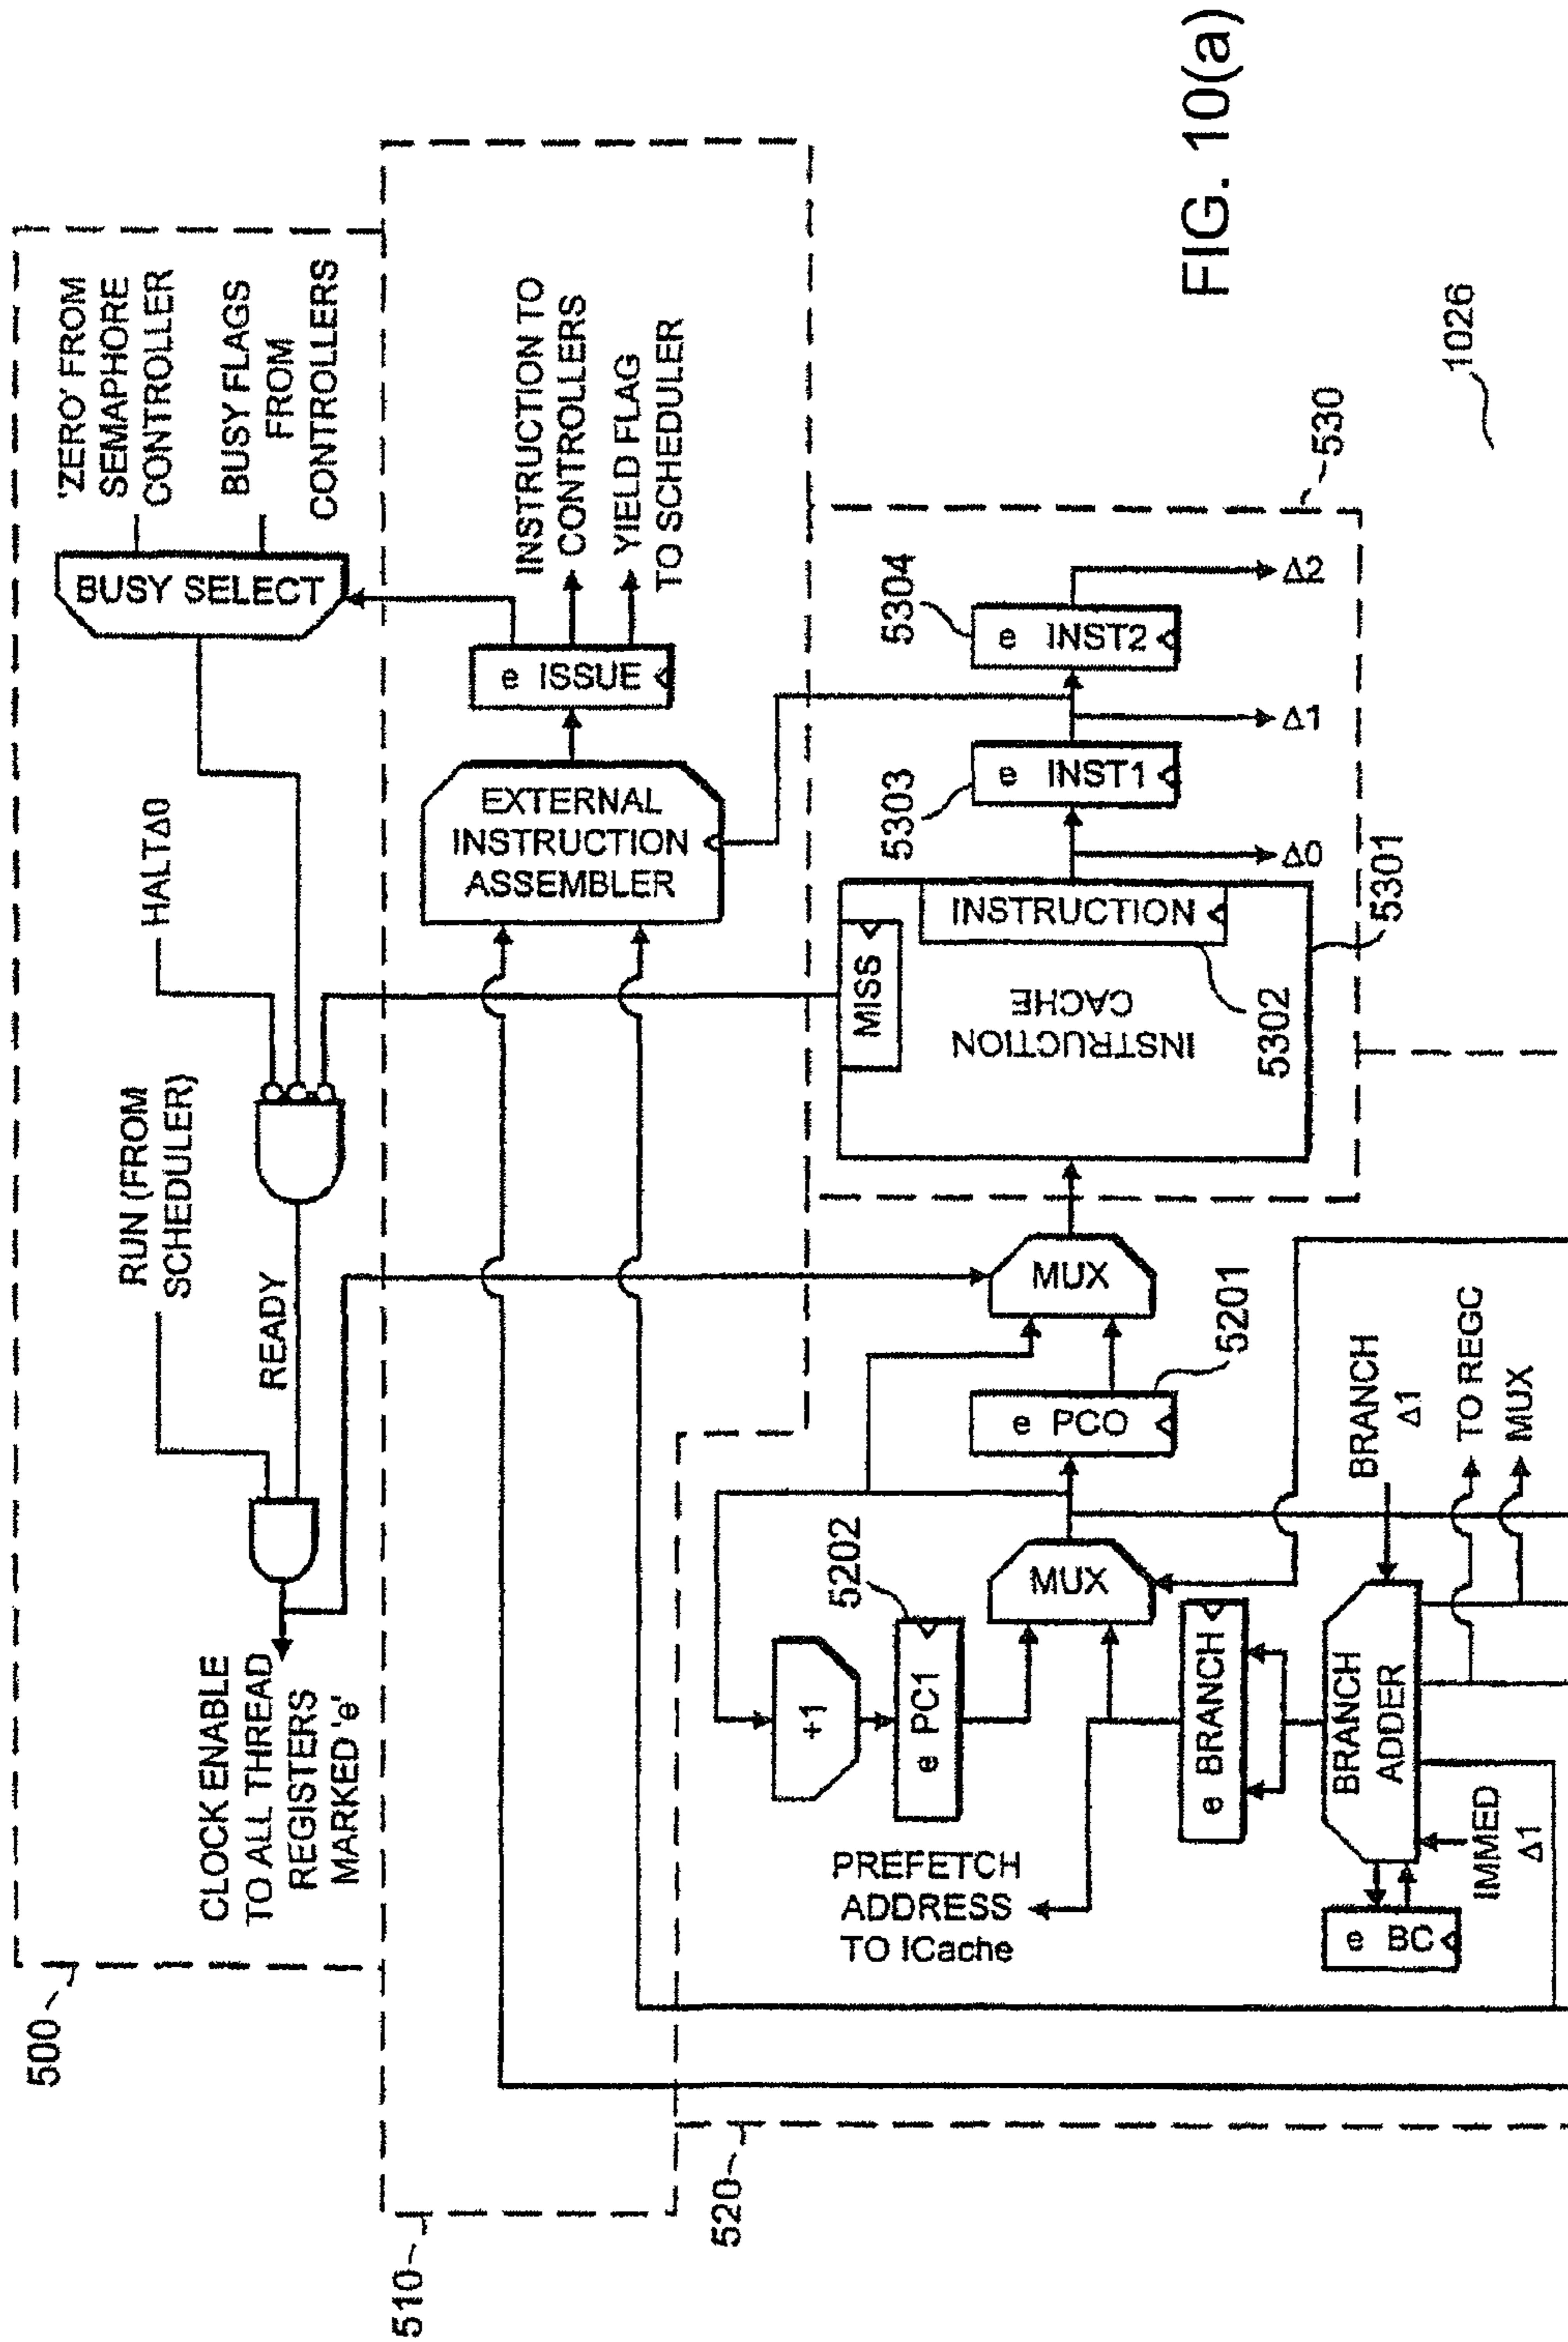 500
CLOCK ENABLE
TO ALL THREAD
REGISTERS
MARKED 'e'
RUN (FROM
SCHEDULER)
READY
HALTΔ0
BUSY SELECT
'ZERO' FROM
SEMAPHORE
CONTROLLER
BUSY FLAGS
FROM
CONTROLLERS
510
EXTERNAL
INSTRUCTION
ASSEMBLER
e ISSUE
INSTRUCTION TO
CONTROLLERS
YIELD FLAG
TO SCHEDULER
520
+1
5202
e PC1
MUX
PREFETCH
ADDRESS
TO ICache
e BRANCH
e PCO
5201
MUX
BRANCH
ADDER
e BC
IMMED
Δ1
BRANCH
Δ1
TO REGC
MUX
MISS
INSTRUCTION
CACHE
INSTRUCTION
5302
5301
5303
e INST1
5304
e INST2
Δ0
Δ1
Δ2
530
1026
FIG. 10(a)